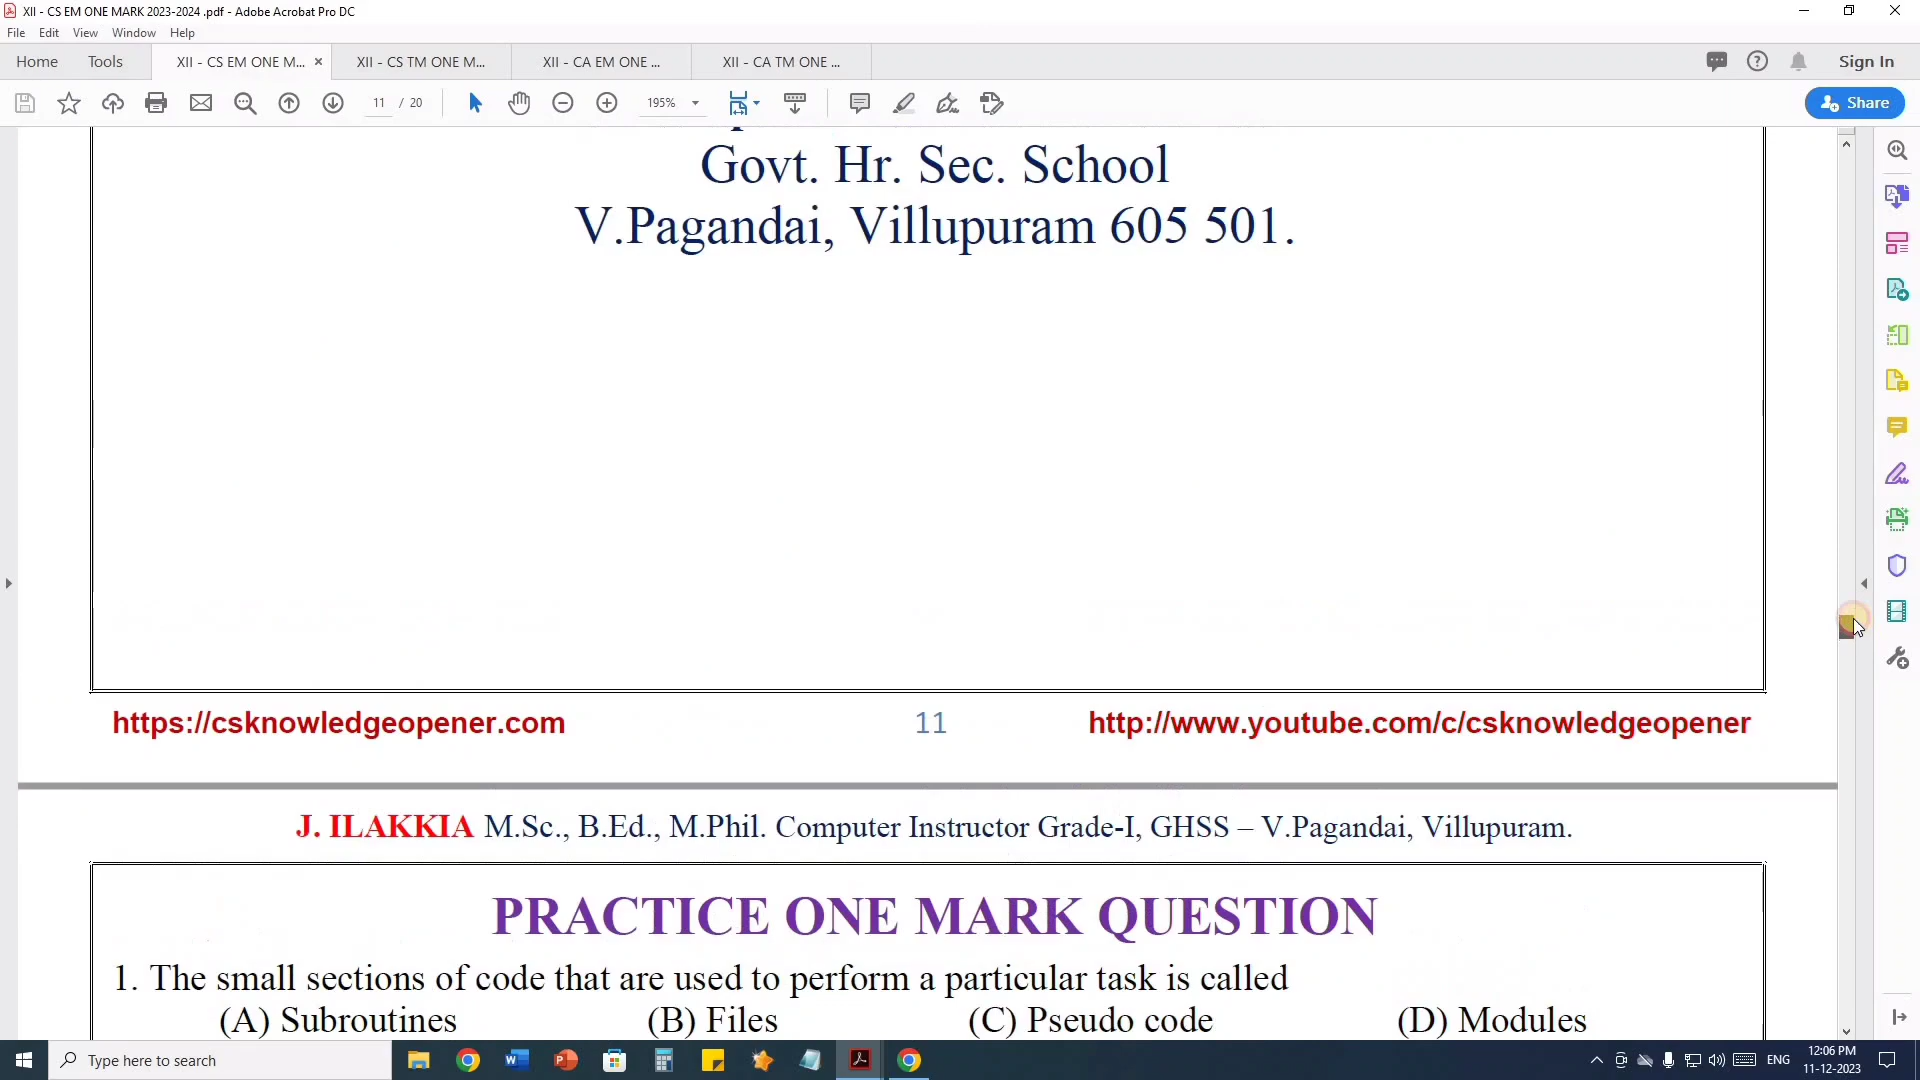 XII - CS EM ONE MARK 2023-2024 .pdf - Adobe Acrobat Pro DC
File Edit View Window Help
Home Tools XII - CS EM ONE M... × XII - CS TM ONE M... XII - CA EM ONE ... XII - CA TM ONE ... Sign In
11 / 20 195% Share
Govt. Hr. Sec. School
V.Pagandai, Villupuram 605 501.
https://csknowledgeopener.com 11 http://www.youtube.com/c/csknowledgeopener
J. ILAKKIA M.Sc., B.Ed., M.Phil. Computer Instructor Grade-I, GHSS – V.Pagandai, Villupuram.
PRACTICE ONE MARK QUESTION
1. The small sections of code that are used to perform a particular task is called
(A) Subroutines (B) Files (C) Pseudo code (D) Modules
Type here to search ENG 12:06 PM
11-12-2023